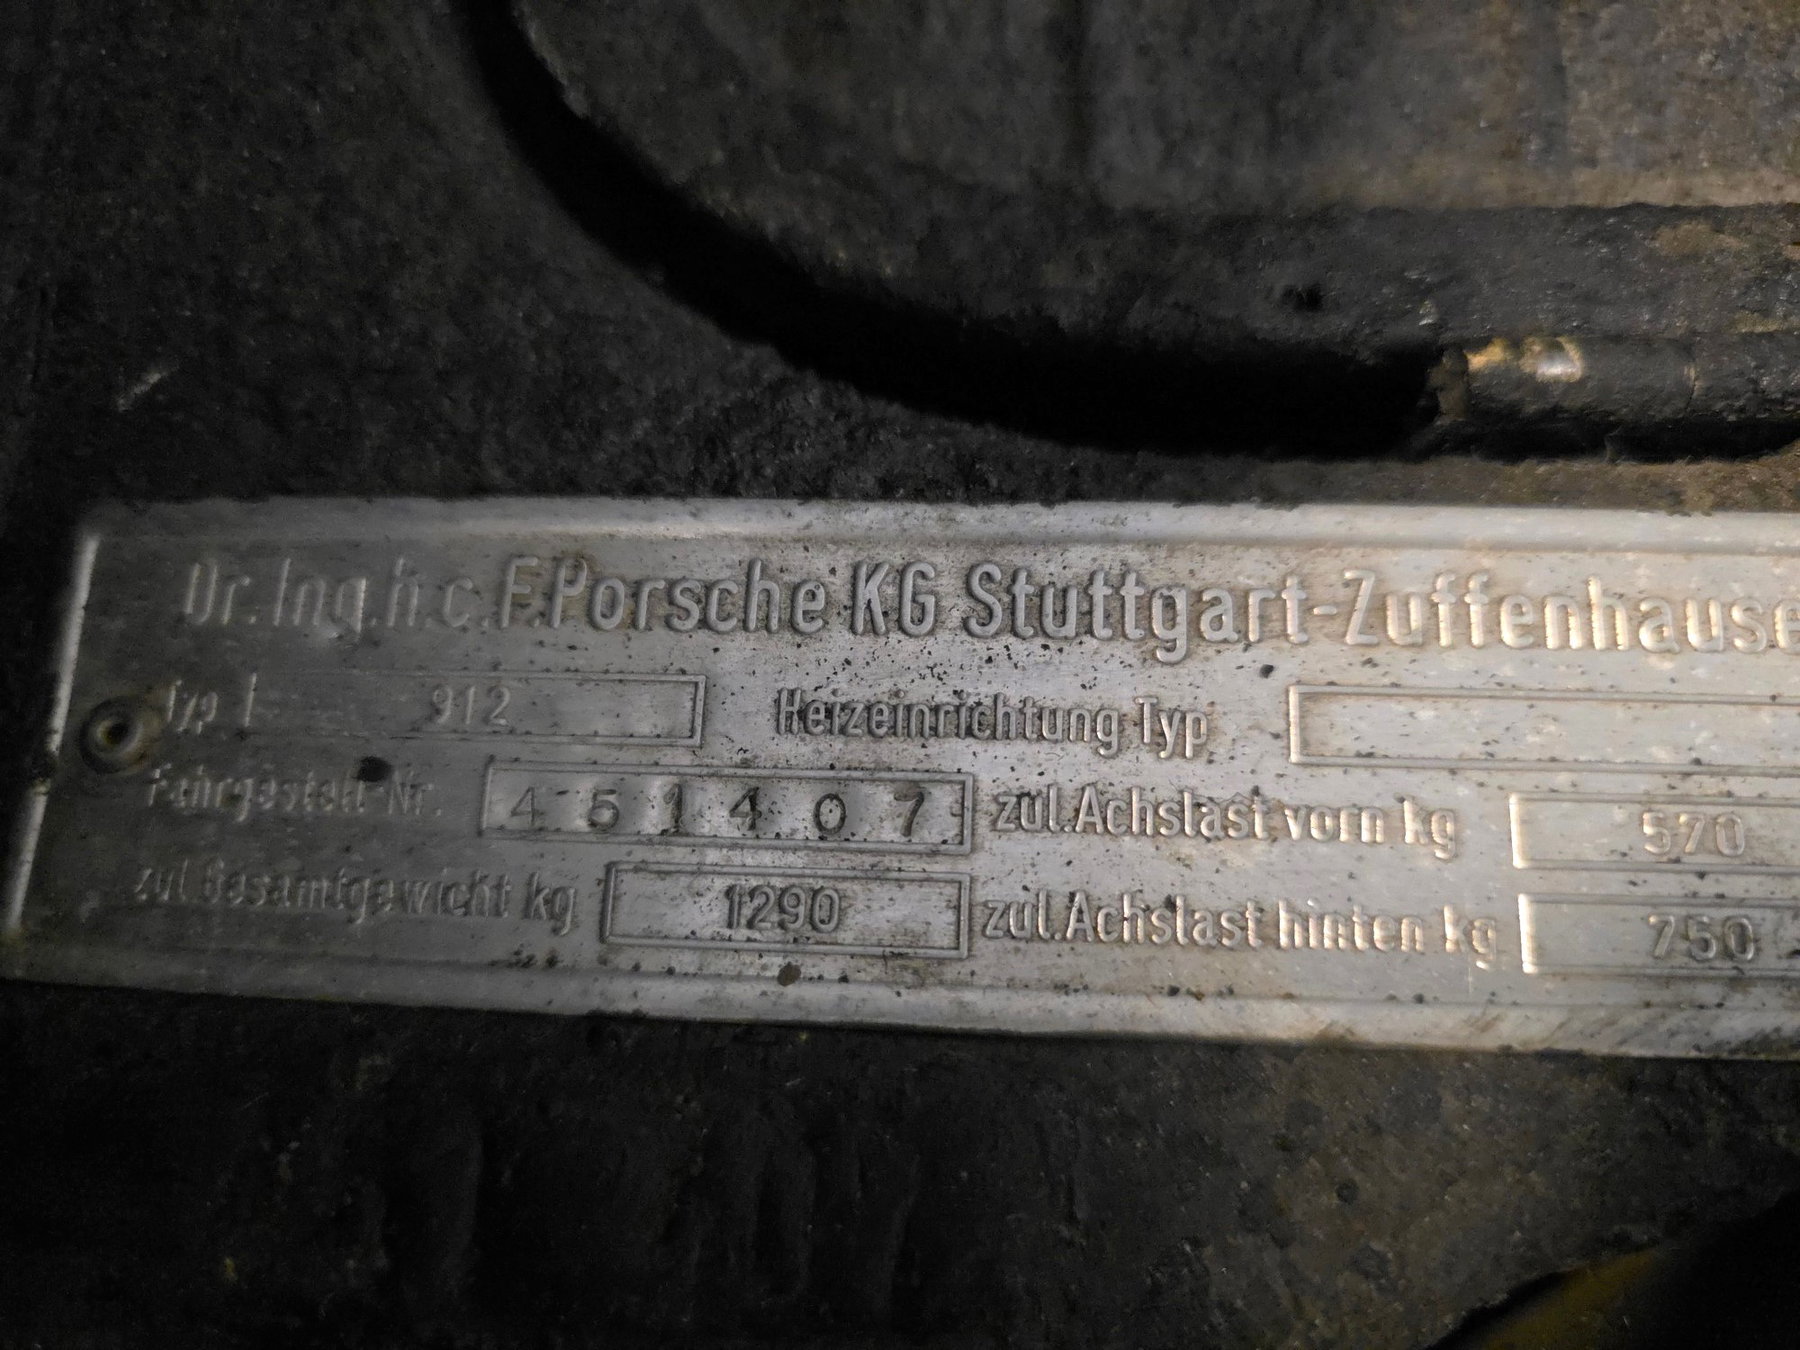 Dr. Ing. h. c. F. Porsche KG Stuttgart-Zuffenhause
Typ 912 Heizeinrichtung Typ
Fahrgestell-Nr. 451407 zul. Achslast vorn kg 570
zul. Gesamtgewicht kg 1290 zul. Achslast hinten kg 750